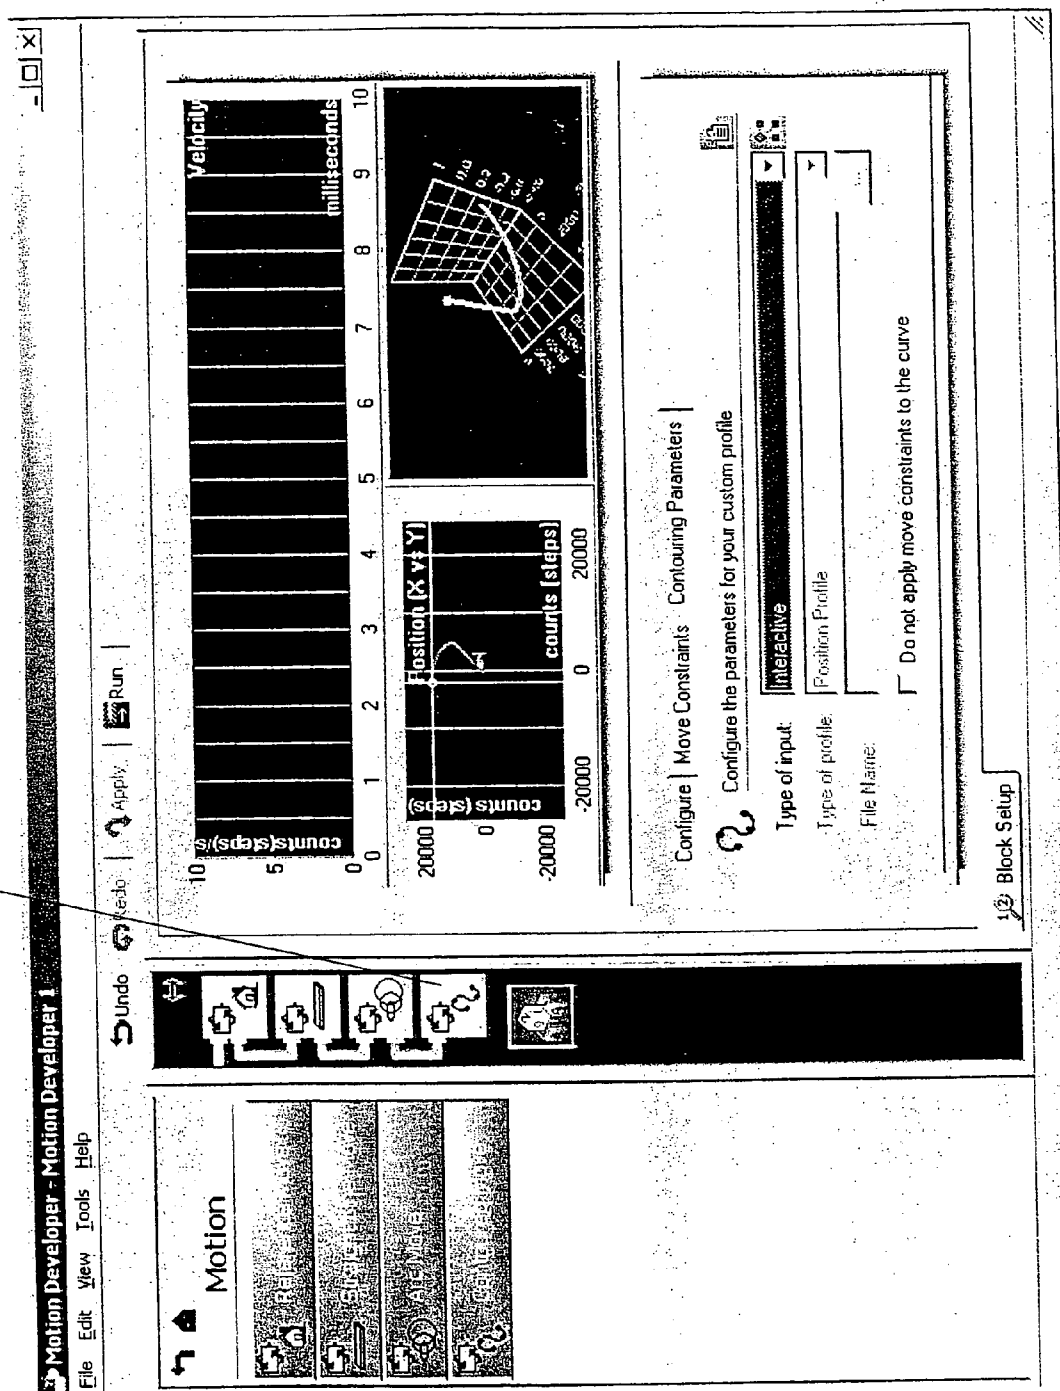 Motion Developer - Motion Developer 1
File Edit View Tools Help
Undo Redo Apply Run
Motion
Arc Move
Velocity
counts(steps)/s
10
5
0
milliseconds
0 1 2 3 4 5 6 7 8 9 10
Position (X vs Y)
counts (steps)
20000
0
-20000
counts (steps)
-20000 0 20000
Configure Move Constraints Contouring Parameters
Configure the parameters for your custom profile
Type of input: Interactive
Type of profile: Position Profile
File Name:
Do not apply move constraints to the curve
Block Setup